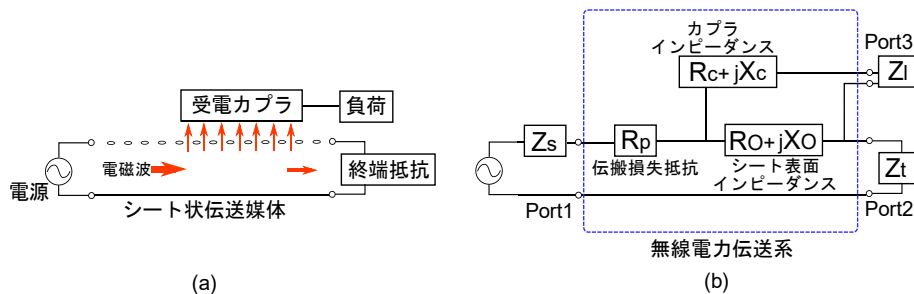 受電カプラ
負荷
電磁波
電源
終端抵抗
シート状伝送媒体
(a)
カプラ
インピーダンス
Port3
Rc+jXc
Zl
Zs
Rp
RO+jXO
伝搬損失抵抗
シート表面
インピーダンス
Zt
Port1
Port2
無線電力伝送系
(b)